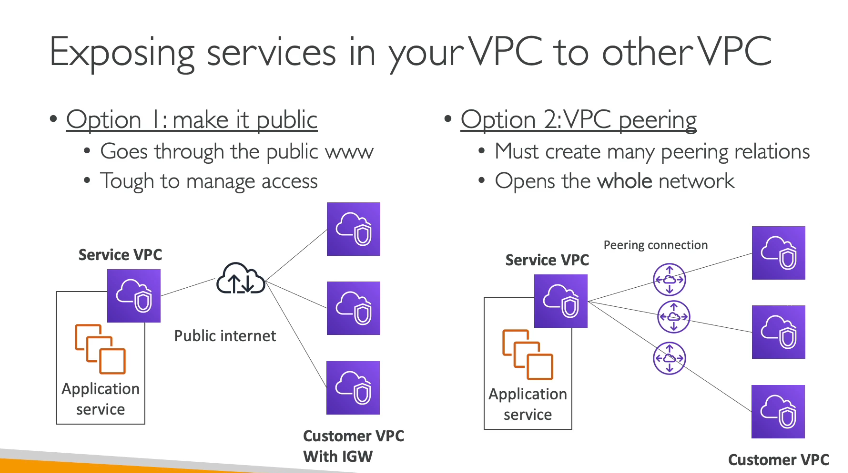 Exposing services in your VPC to other VPC
• Option 1: make it public
• Goes through the public www
• Tough to manage access
Service VPC
Public internet
Application
service
Customer VPC
With IGW
• Option 2: VPC peering
• Must create many peering relations
• Opens the whole network
Peering connection
Service VPC
Application
service
Customer VPC